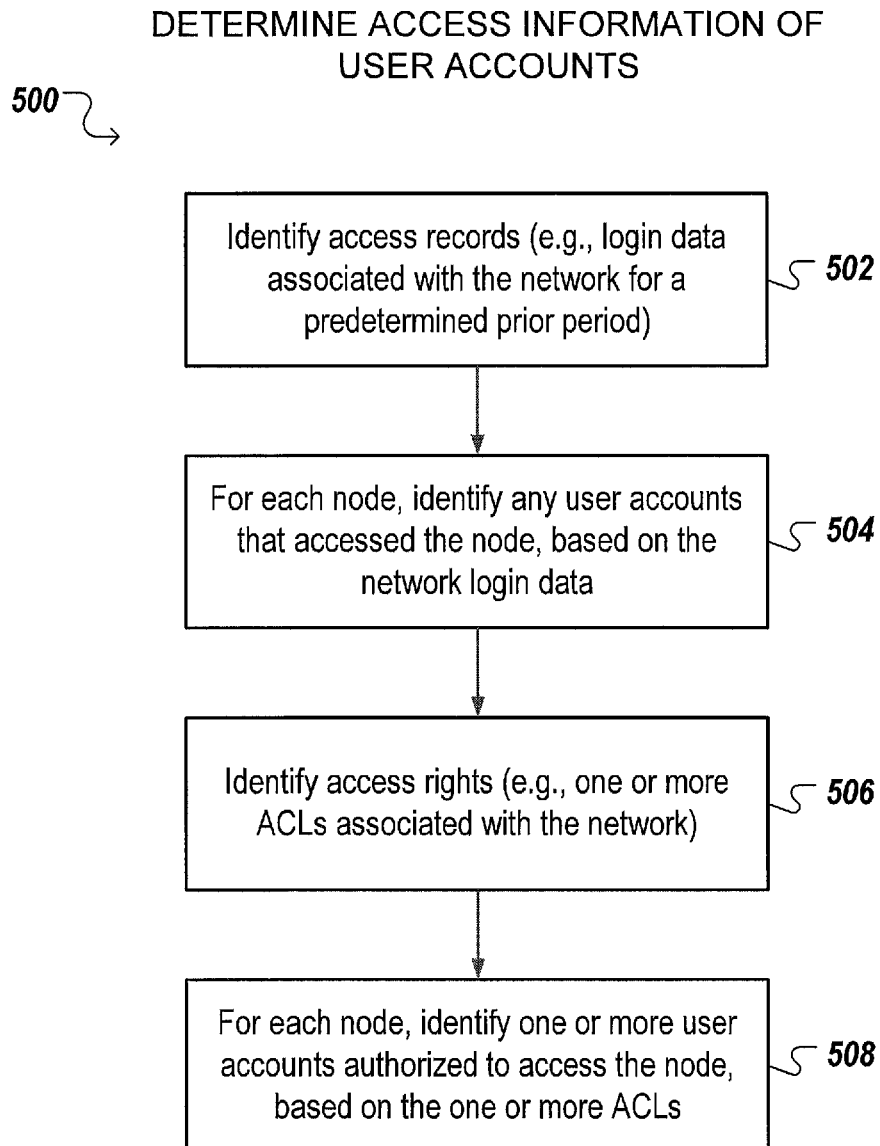 DETERMINE ACCESS INFORMATION OF
USER ACCOUNTS
500
Identify access records (e.g., login data
associated with the network for a
predetermined prior period)
502
For each node, identify any user accounts
that accessed the node, based on the
network login data
504
Identify access rights (e.g., one or more
ACLs associated with the network)
506
For each node, identify one or more user
accounts authorized to access the node,
based on the one or more ACLs
508